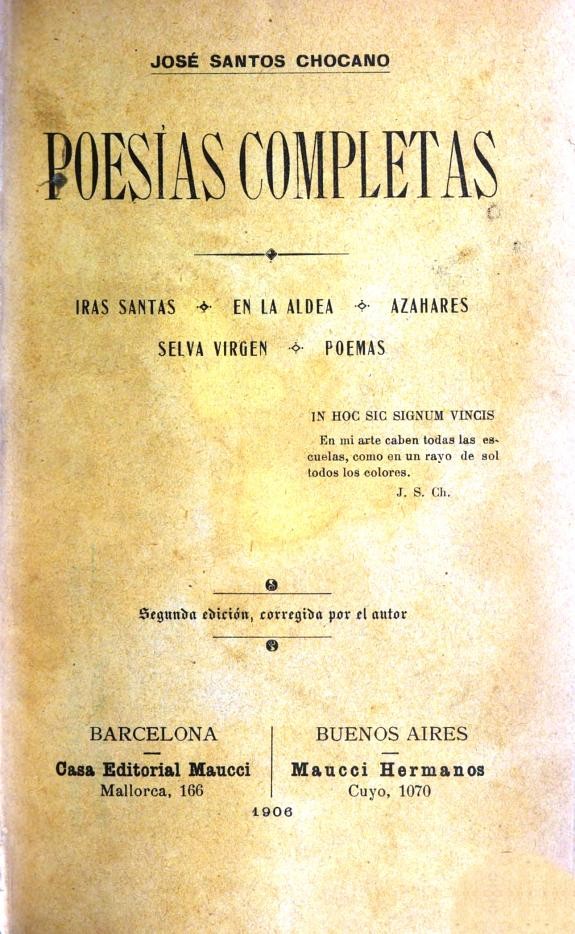 JOSÉ SANTOS CHOCANO
POESÍAS COMPLETAS
IRAS SANTAS EN LA ALDEA AZAHARES
SELVA VIRGEN POEMAS
IN HOC SIC SIGNUM VINCIS
En mi arte caben todas las es-
cuelas, como en un rayo de sol
todos los colores.
J. S. Ch.
Segunda edición, corregida por el autor
BARCELONA
Casa Editorial Maucci
Mallorca, 166
BUENOS AIRES
Maucci Hermanos
Cuyo, 1070
1906